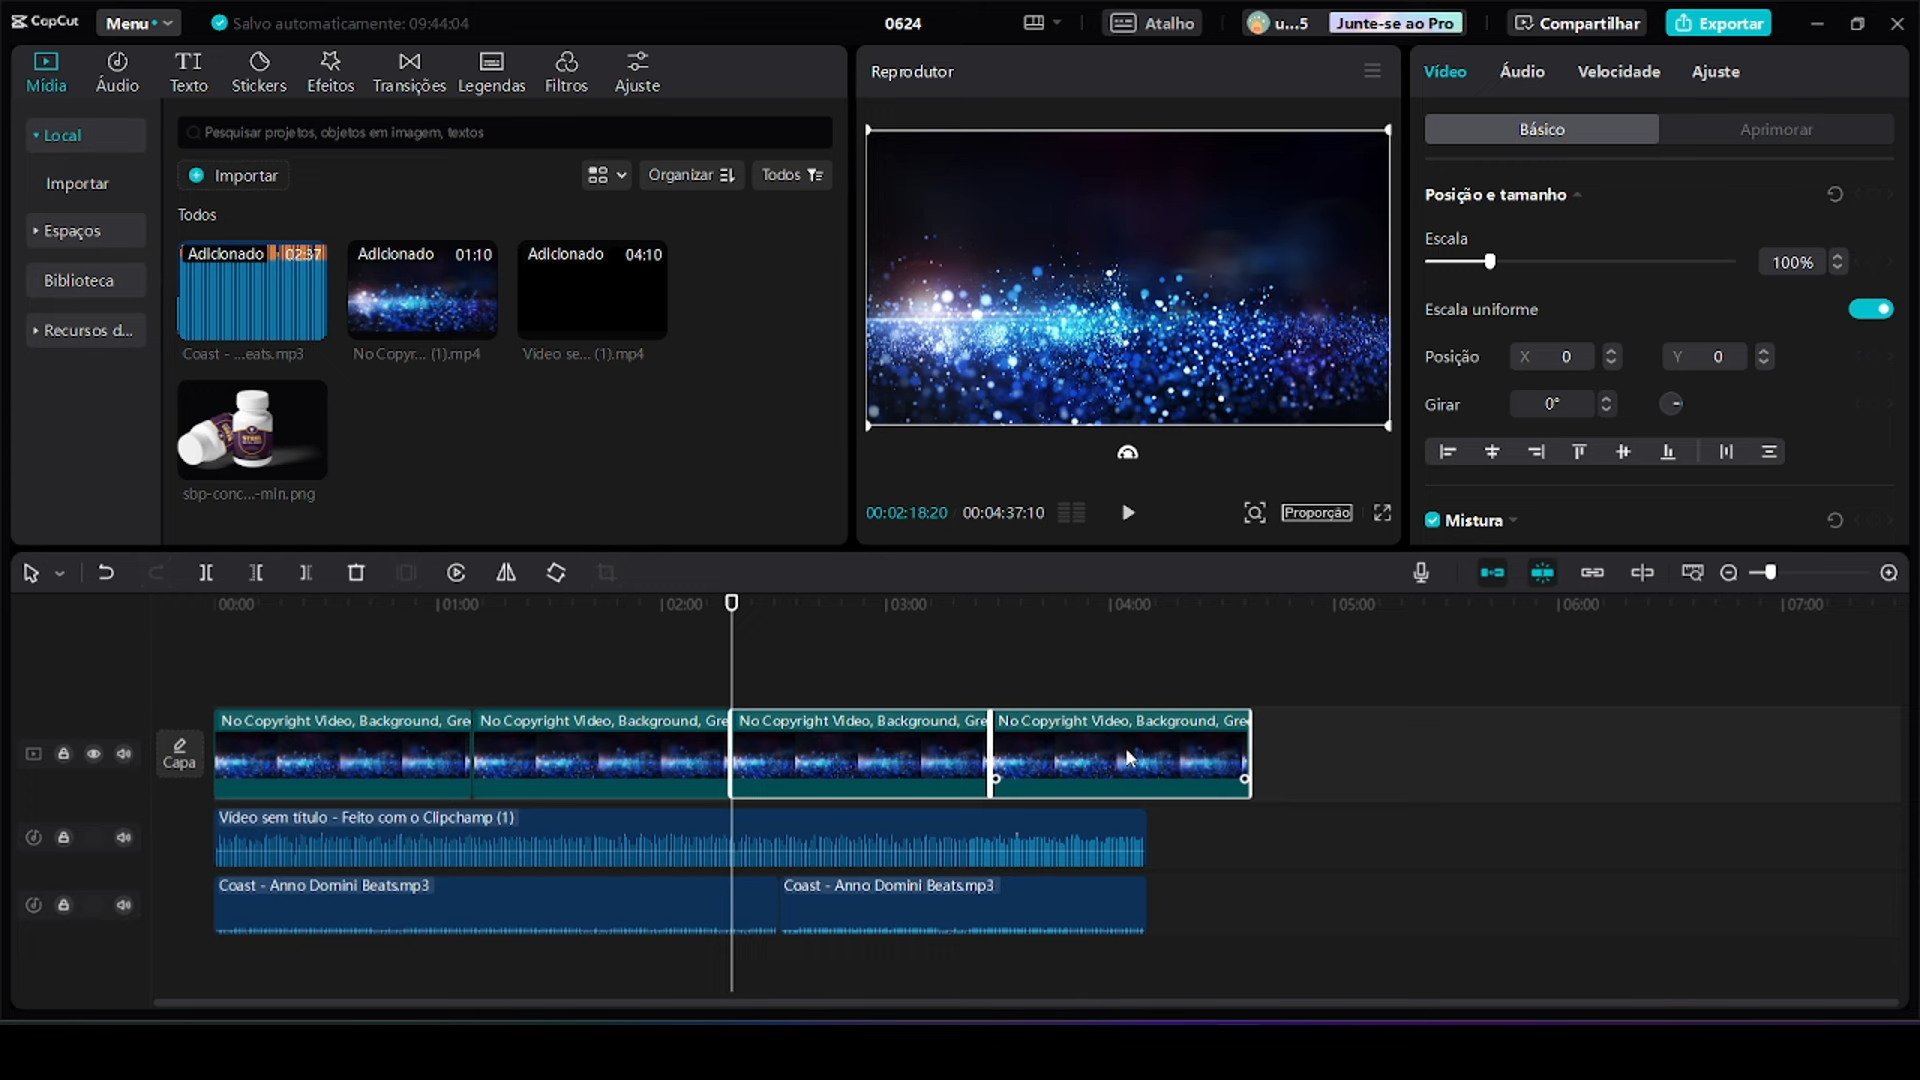 CapCut Menu Salvo automaticamente: 09:44:04 0624 Atalho u...5 Junte-se ao Pro Compartilhar Exportar
Mídia Áudio Texto Stickers Efeitos Transições Legendas Filtros Ajuste
Local
Importar
Espaços
Biblioteca
Recursos d...
Pesquisar projetos, objetos em imagem, textos
Importar Organizar Todos
Todos
Adicionado 02:37
Coast - ...eats.mp3
Adicionado 01:10
No Copyr... (1).mp4
Adicionado 04:10
Vídeo se... (1).mp4
sbp-conc...-min.png
Reprodutor
00:02:18:20 00:04:37:10 Proporção
Vídeo Áudio Velocidade Ajuste
Básico Aprimorar
Posição e tamanho
Escala
100%
Escala uniforme
Posição X 0 Y 0
Girar 0°
Mistura
00:00 01:00 02:00 03:00 04:00 05:00 06:00 07:00
Capa
No Copyright Video, Background, Gre No Copyright Video, Background, Gre No Copyright Video, Background, Gre No Copyright Video, Background, Gre
Vídeo sem título - Feito com o Clipchamp (1)
Coast - Anno Domini Beats.mp3 Coast - Anno Domini Beats.mp3